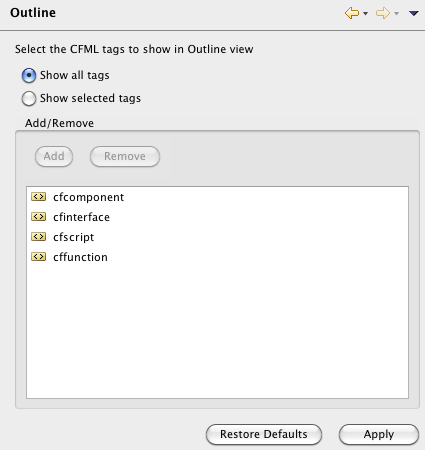 Outline
Select the CFML tags to show in Outline view
Show all tags
Show selected tags
Add/Remove
Add Remove
cfcomponent
cfinterface
cfscript
cffunction
Restore Defaults Apply